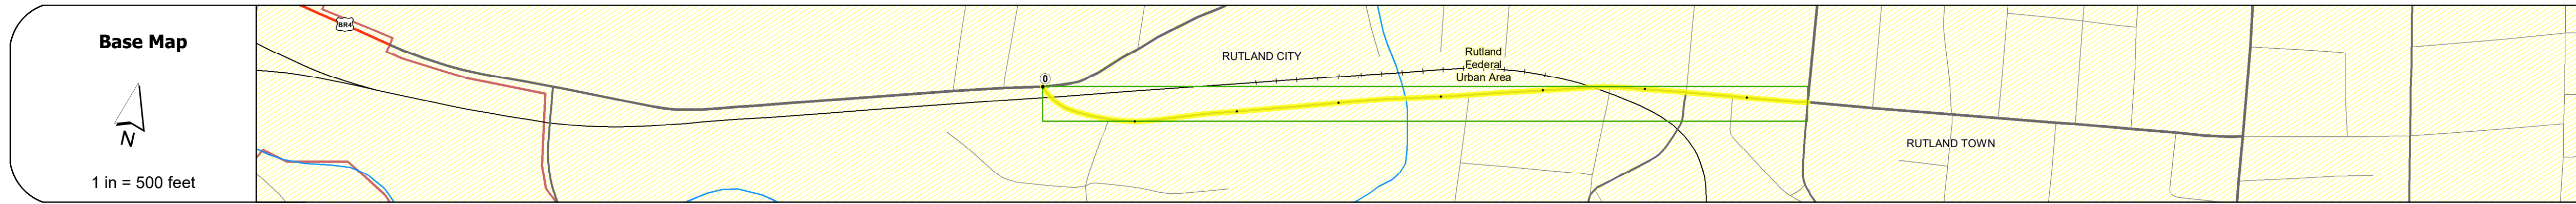 Base Map
N
1 in = 500 feet
BR4
0
RUTLAND CITY
Rutland
Federal
Urban Area
RUTLAND TOWN